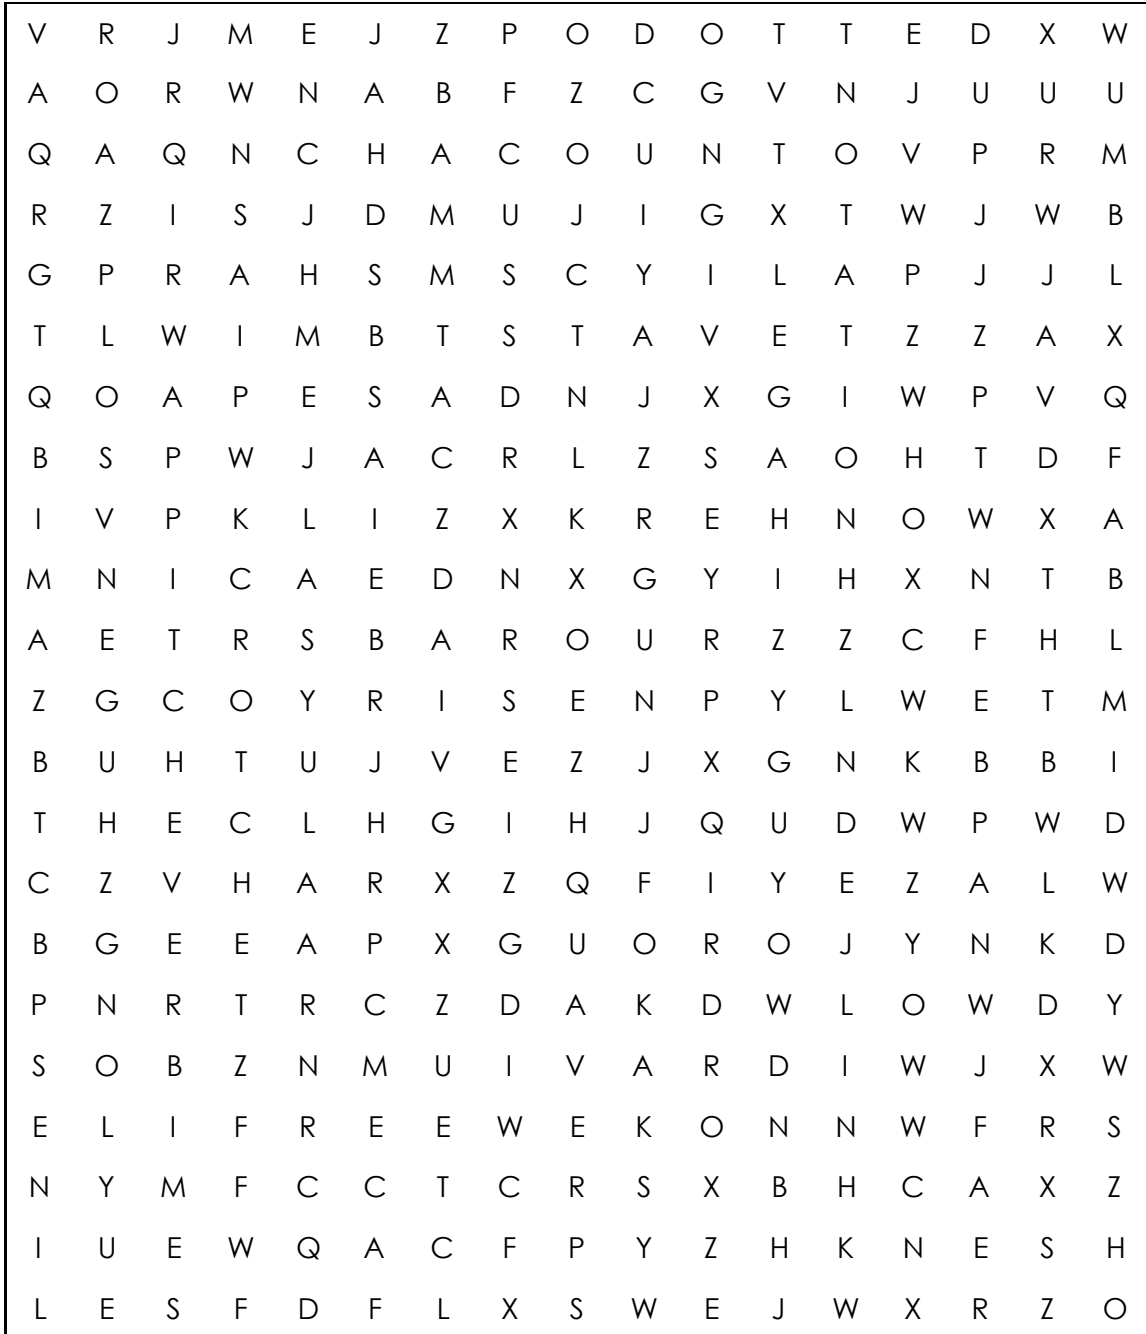 V R J M E J Z P O D O T T E D X W
A O R W N A B F Z C G V N J U U U
Q A Q N C H A C O U N T O V P R M
R Z I S J D M U J I G X T W J W B
G P R A H S M S C Y I L A P J J L
T L W I M B T S T A V E T Z Z A X
Q O A P E S A D N J X G I W P V Q
B S P W J A C R L Z S A O H T D F
I V P K L I Z X K R E H N O W X A
M N I C A E D N X G Y I H X N T B
A E T R S B A R O U R Z Z C F H L
Z G C O Y R I S E N P Y L W E T M
B U H T U J V E Z J X G N K B B I
T H E C L H G I H J Q U D W P W D
C Z V H A R X Z Q F I Y E Z A L W
B G E E A P X G U O R O J Y N K D
P N R T R C Z D A K D W L O W D Y
S O B Z N M U I V A R D I W J X W
E L I F R E E W E K O N N W F R S
N Y M F C C T C R S X B H C A X Z
I U E W Q A C F P Y Z H K N E S H
L E S F D F L X S W E J W X R Z O